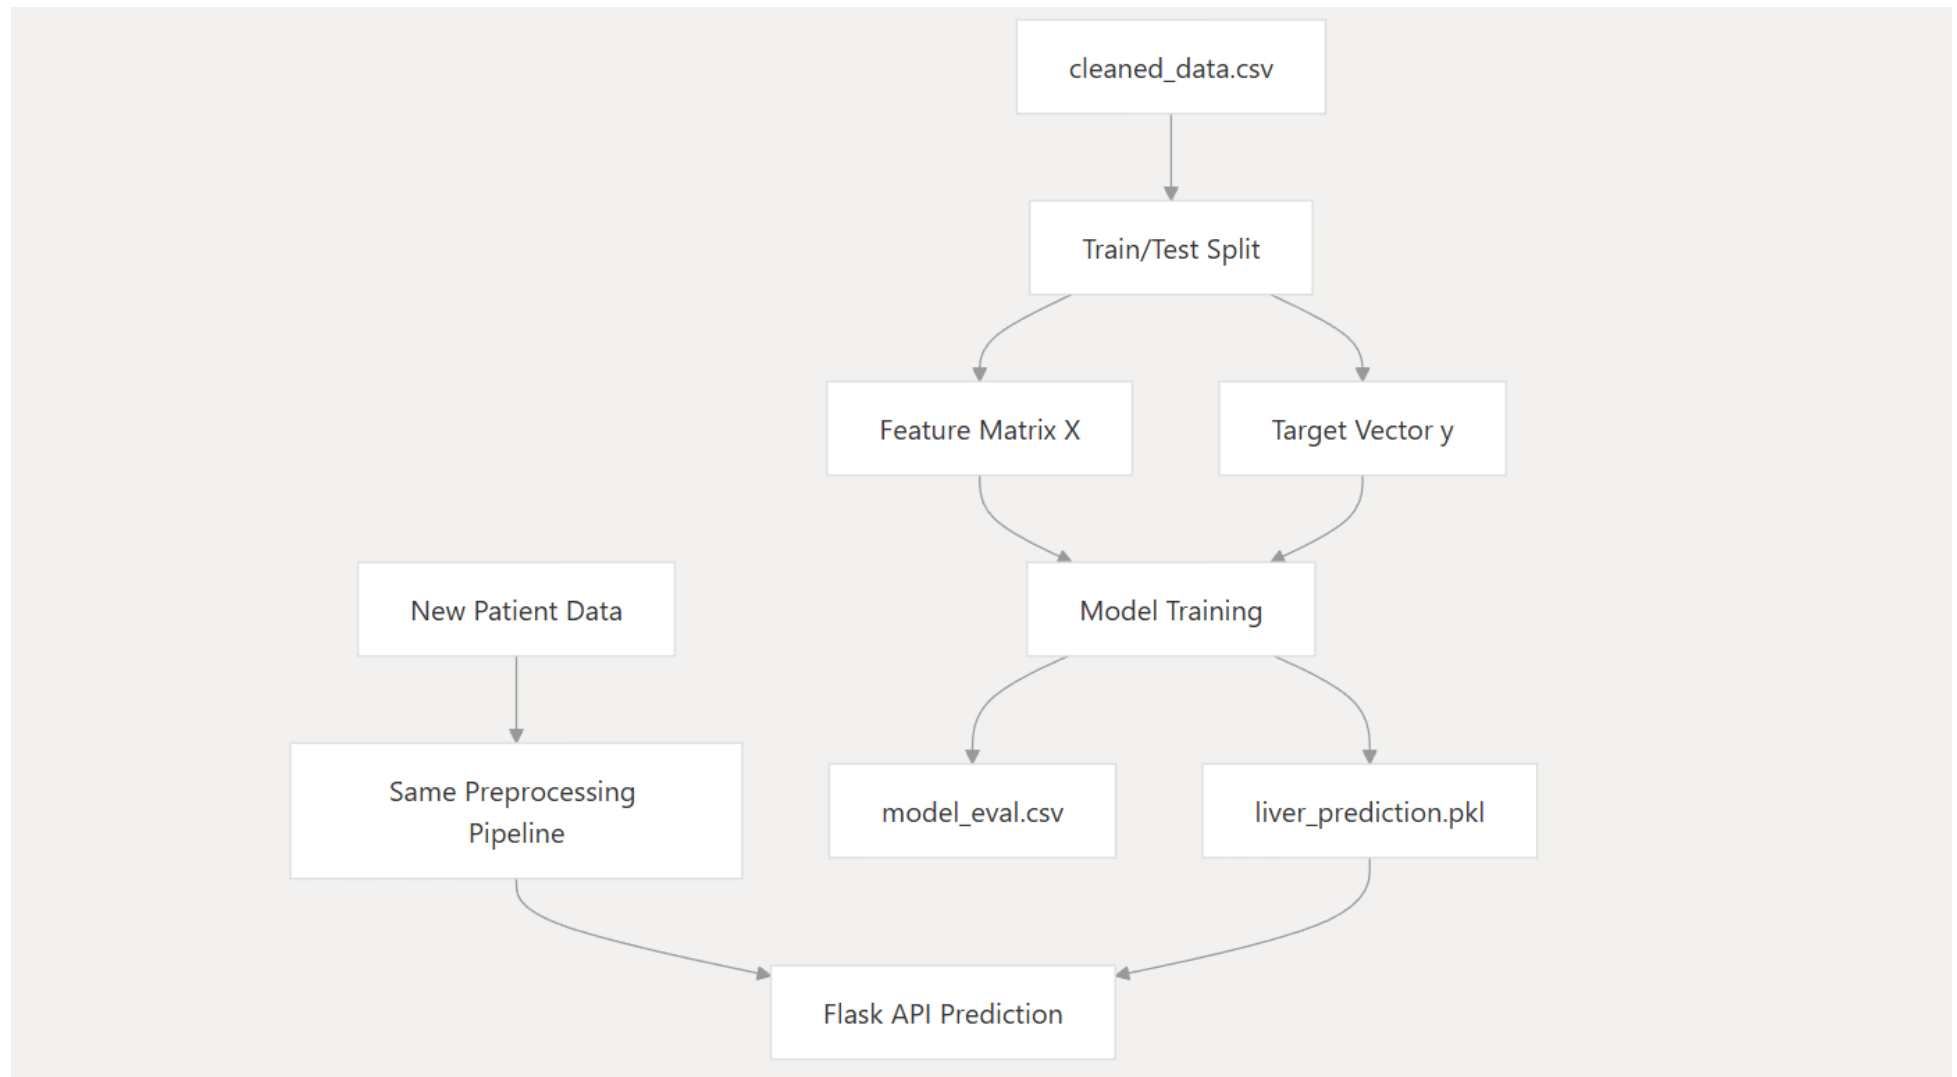 cleaned_data.csv
Train/Test Split
Feature Matrix X
Target Vector y
New Patient Data
Model Training
Same Preprocessing
Pipeline
model_eval.csv
liver_prediction.pkl
Flask API Prediction